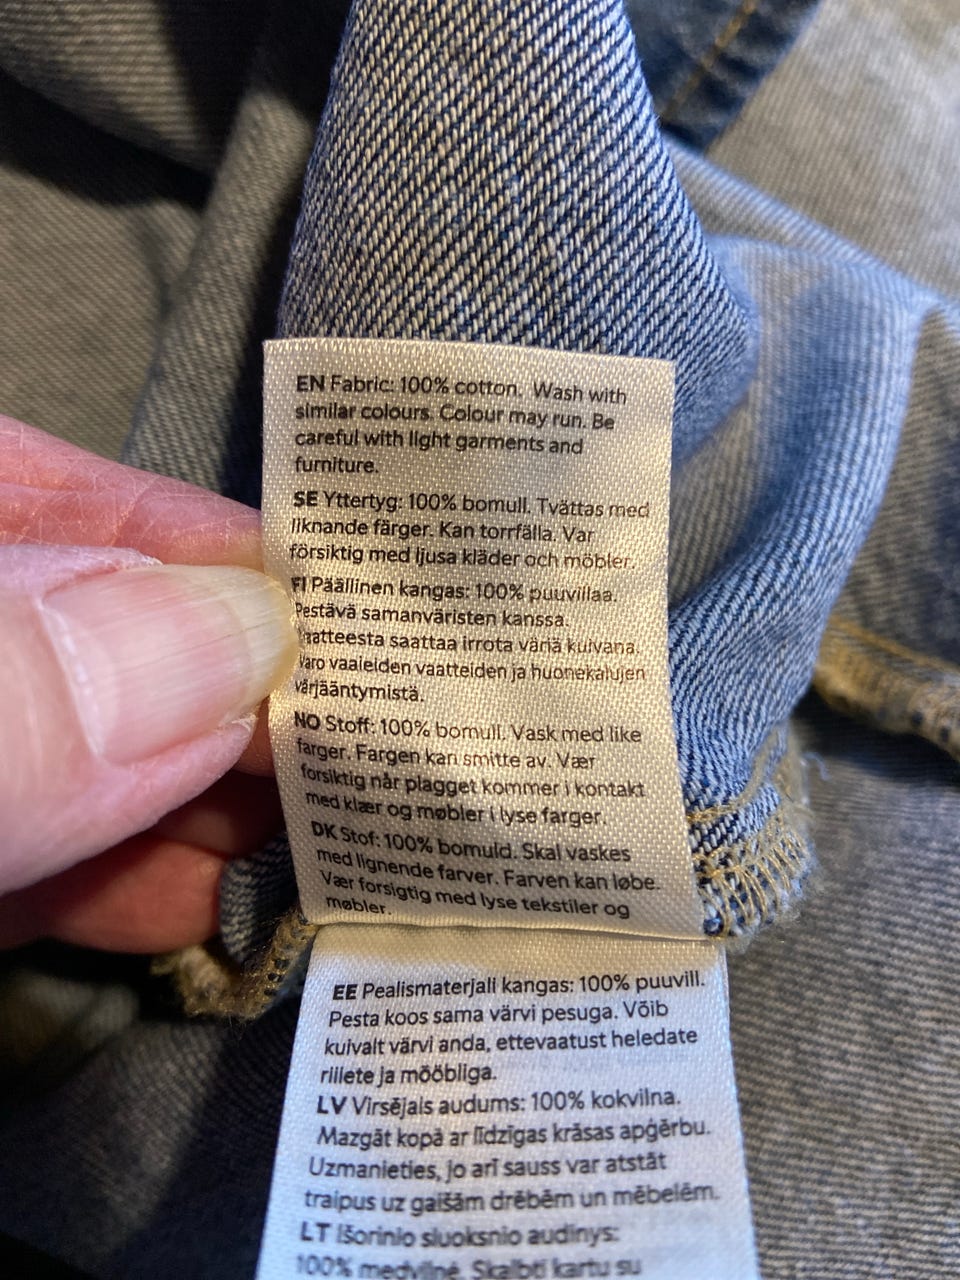 EN Fabric: 100% cotton. Wash with
similar colours. Colour may run. Be
careful with light garments and
furniture.
SE Yttertyg: 100% bomull. Tvättas med
liknande färger. Kan torrfälla. Var
försiktig med ljusa kläder och möbler.
FI Päällinen kangas: 100% puuvillaa.
Pestävä samanväristen kanssa.
Vaatteesta saattaa irrota väriä kuivana.
Varo vaaleiden vaatteiden ja huonekalujen
värjääntymistä.
NO Stoff: 100% bomull. Vask med like
farger. Fargen kan smitte av. Vær
forsiktig når plagget kommer i kontakt
med klær og møbler i lyse farger.
DK Stof: 100% bomuld. Skal vaskes
med lignende farver. Farven kan løbe.
Vær forsigtig med lyse tekstiler og
møbler.
EE Pealismaterjali kangas: 100% puuvill.
Pesta koos sama värvi pesuga. Võib
kuivalt värvi anda, ettevaatust heledate
riiete ja mööbliga.
LV Virsējais audums: 100% kokvilna.
Mazgāt kopā ar līdzīgas krāsas apģērbu.
Uzmanieties, jo arī sauss var atstāt
traipus uz gaišām drēbēm un mēbelēm.
LT Išorinio sluoksnio audinys:
100% medvilnė. Skalbti kartu su